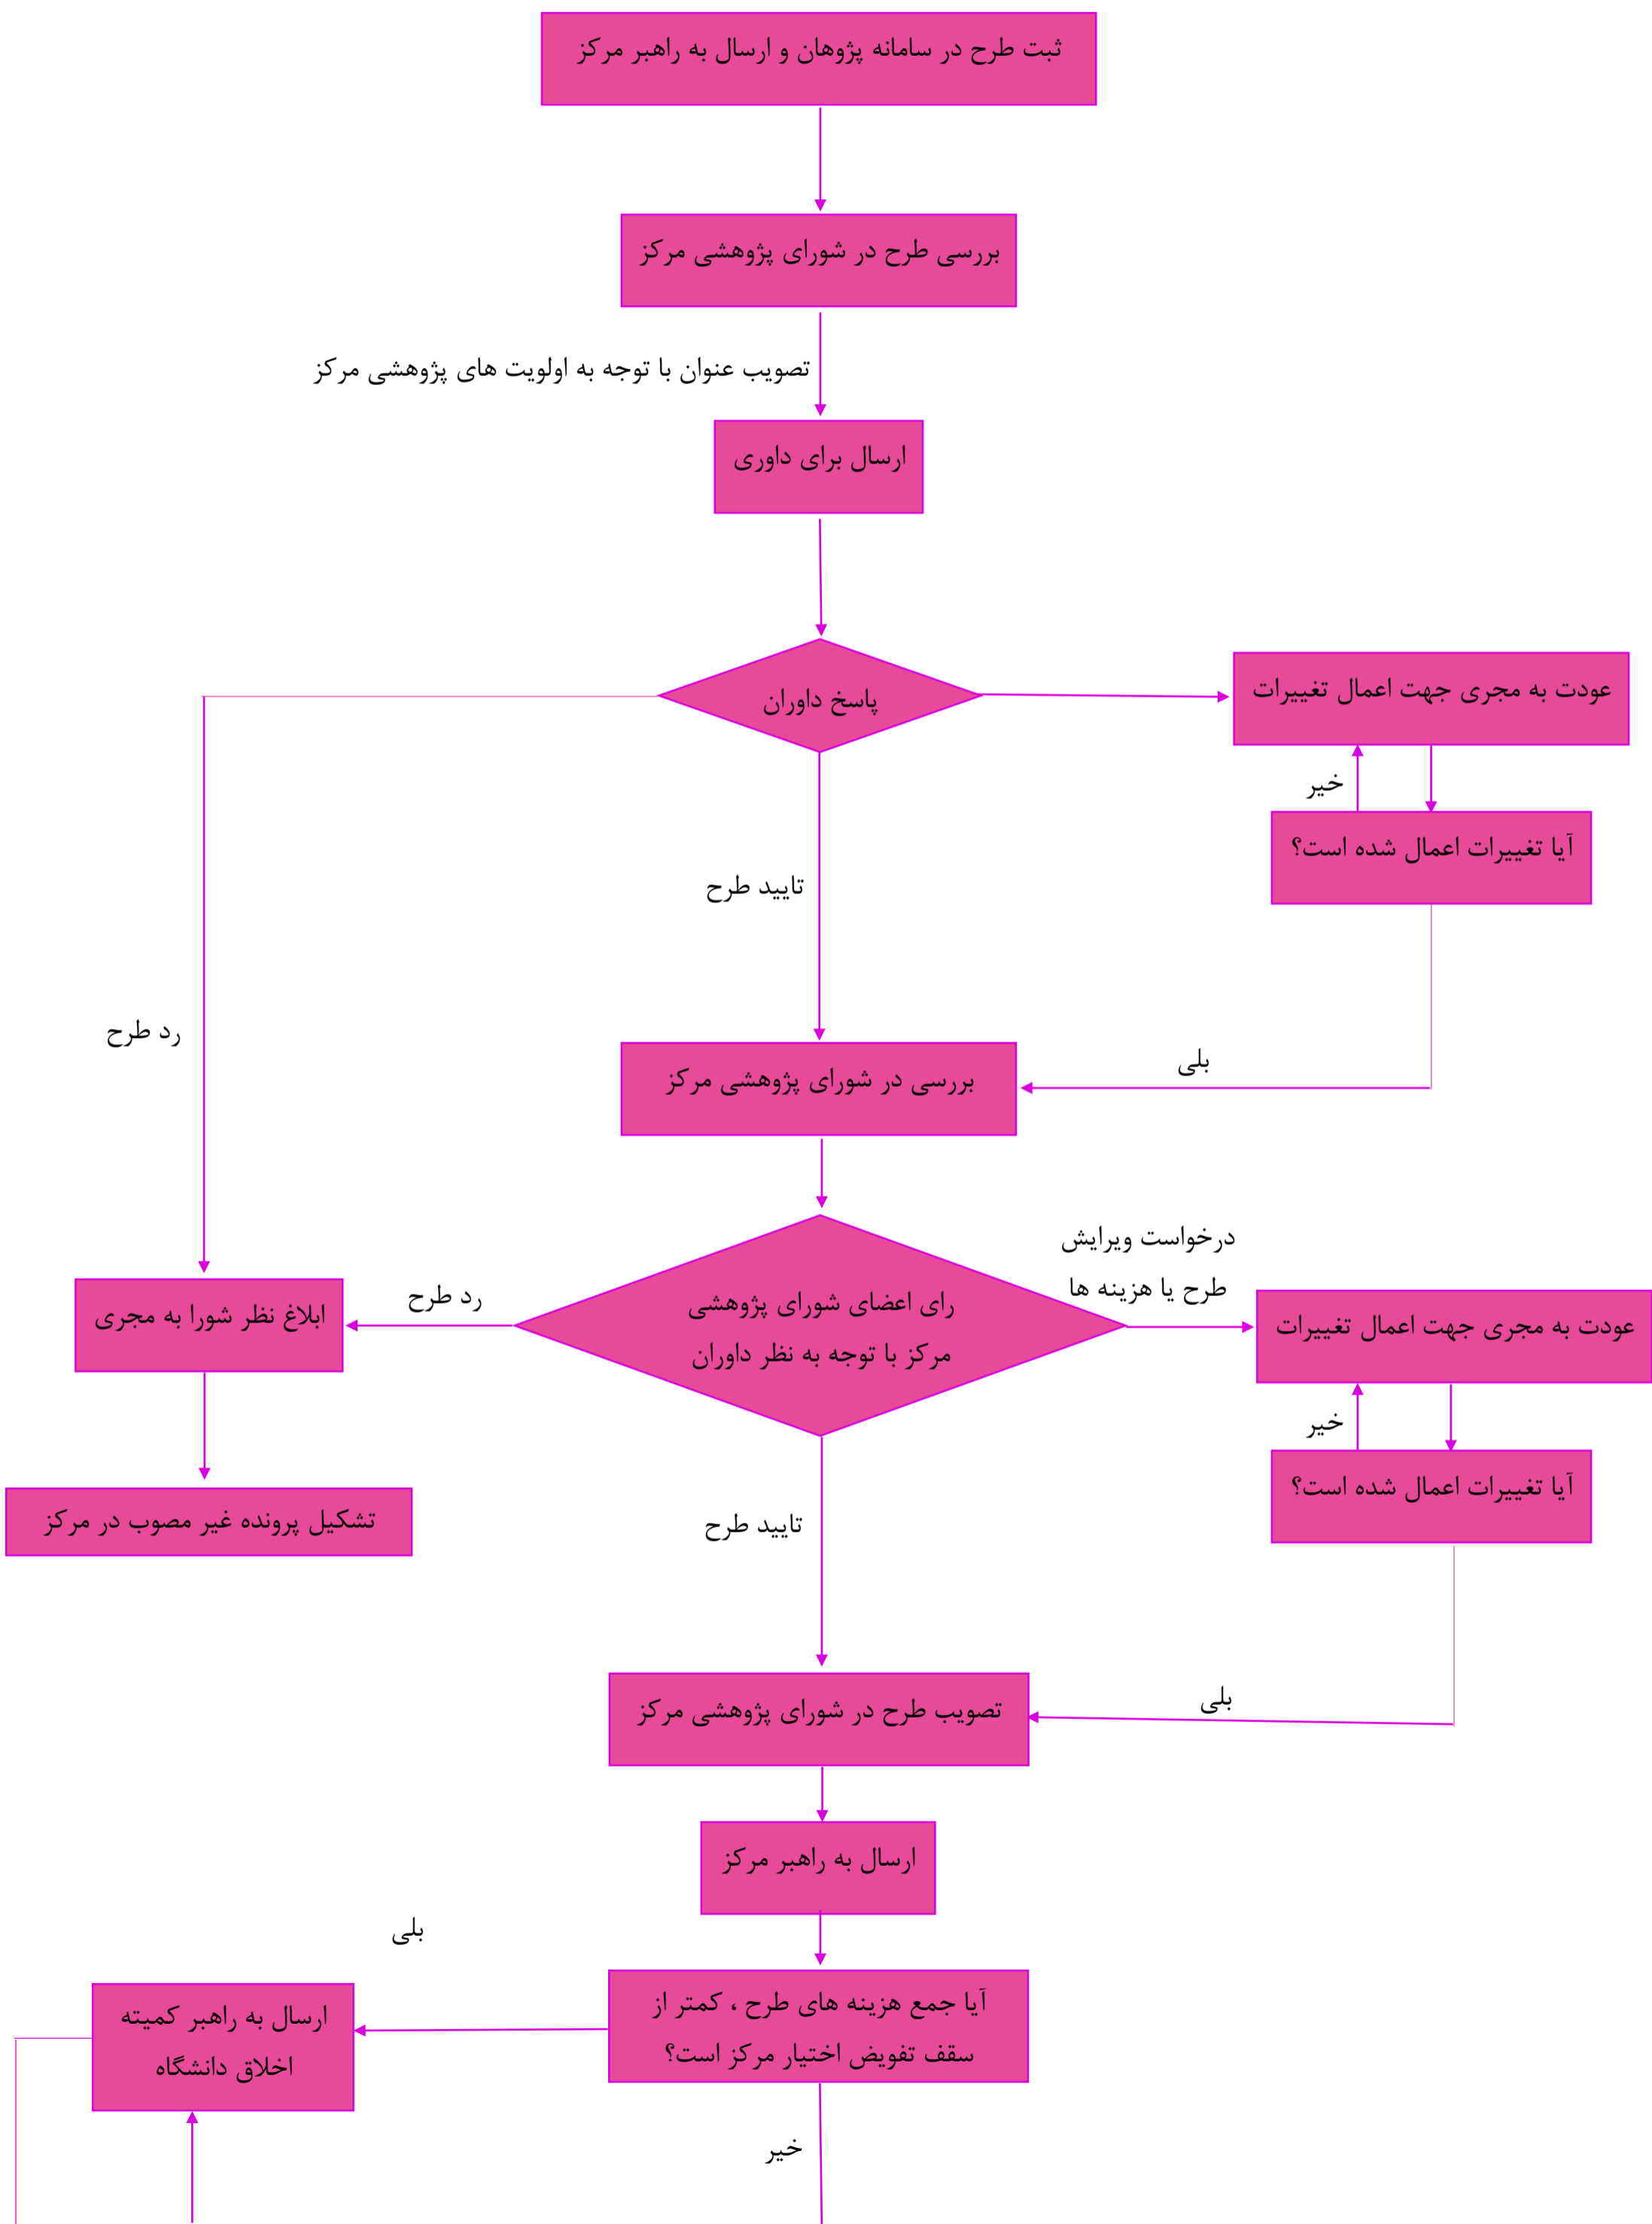 ثبت طرح در سامانه پژوهان و ارسال به راهبر مرکز
بررسی طرح در شورای پژوهشی مرکز
تصویب عنوان با توجه به اولویت های پژوهشی مرکز
ارسال برای داوری
پاسخ داوران
عودت به مجری جهت اعمال تغییرات
خیر
آیا تغییرات اعمال شده است؟
تایید طرح
رد طرح
بلی
بررسی در شورای پژوهشی مرکز
درخواست ویرایش
طرح یا هزینه ها
عودت به مجری جهت اعمال تغییرات
رای اعضای شورای پژوهشی
مرکز با توجه به نظر داوران
رد طرح
ابلاغ نظر شورا به مجری
خیر
آیا تغییرات اعمال شده است؟
تایید طرح
تشکیل پرونده غیر مصوب در مرکز
بلی
تصویب طرح در شورای پژوهشی مرکز
ارسال به راهبر مرکز
بلی
آیا جمع هزینه های طرح ، کمتر از
سقف تفویض اختیار مرکز است؟
ارسال به راهبر کمیته
اخلاق دانشگاه
خیر